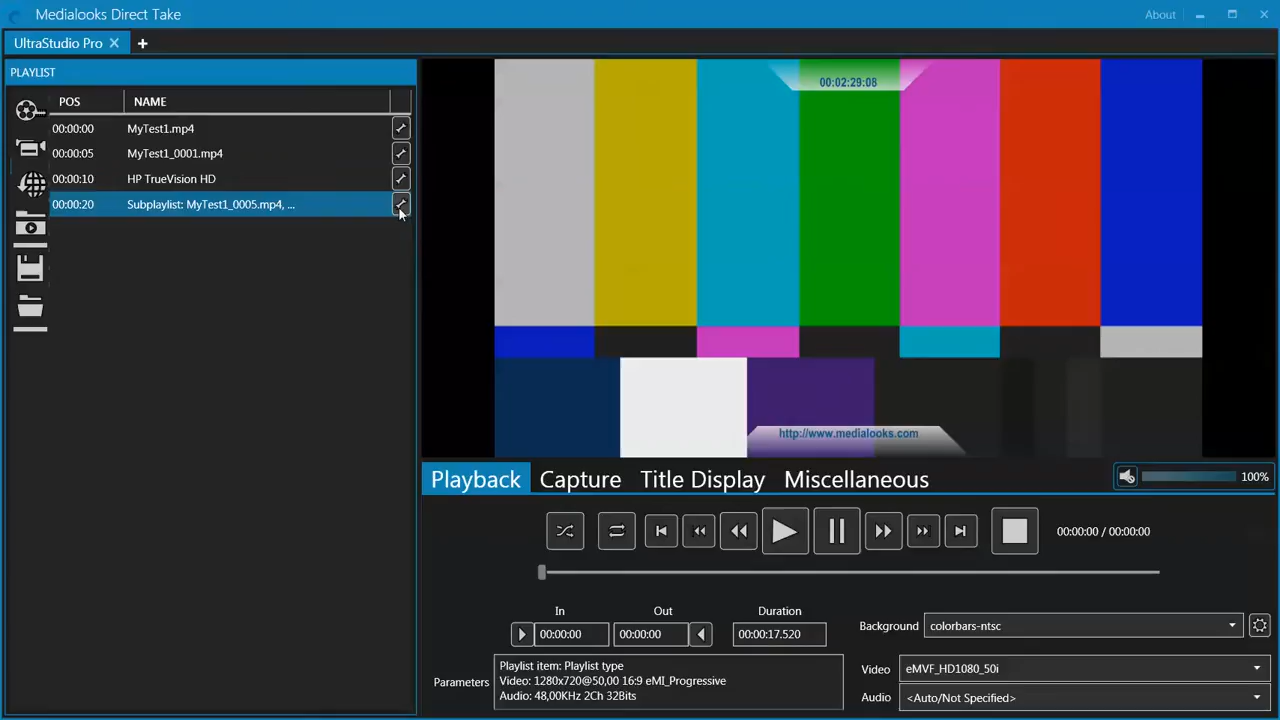 Medialooks Direct Take
About
UltraStudio Pro
PLAYLIST
POS NAME
00:00:00 MyTest1.mp4
00:00:05 MyTest1_0001.mp4
00:00:10 HP TrueVision HD
00:00:20 Subplaylist: MyTest1_0005.mp4, ...
00:02:29:08
http://www.medialooks.com
Playback Capture Title Display Miscellaneous
100%
00:00:00 / 00:00:00
In Out Duration
00:00:00 00:00:00 00:00:17.520
Background colorbars-ntsc
Parameters
Playlist item: Playlist type
Video: 1280x720@50,00 16:9 eMI_Progressive
Audio: 48,00KHz 2Ch 32Bits
Video eMVF_HD1080_50i
Audio <Auto/Not Specified>